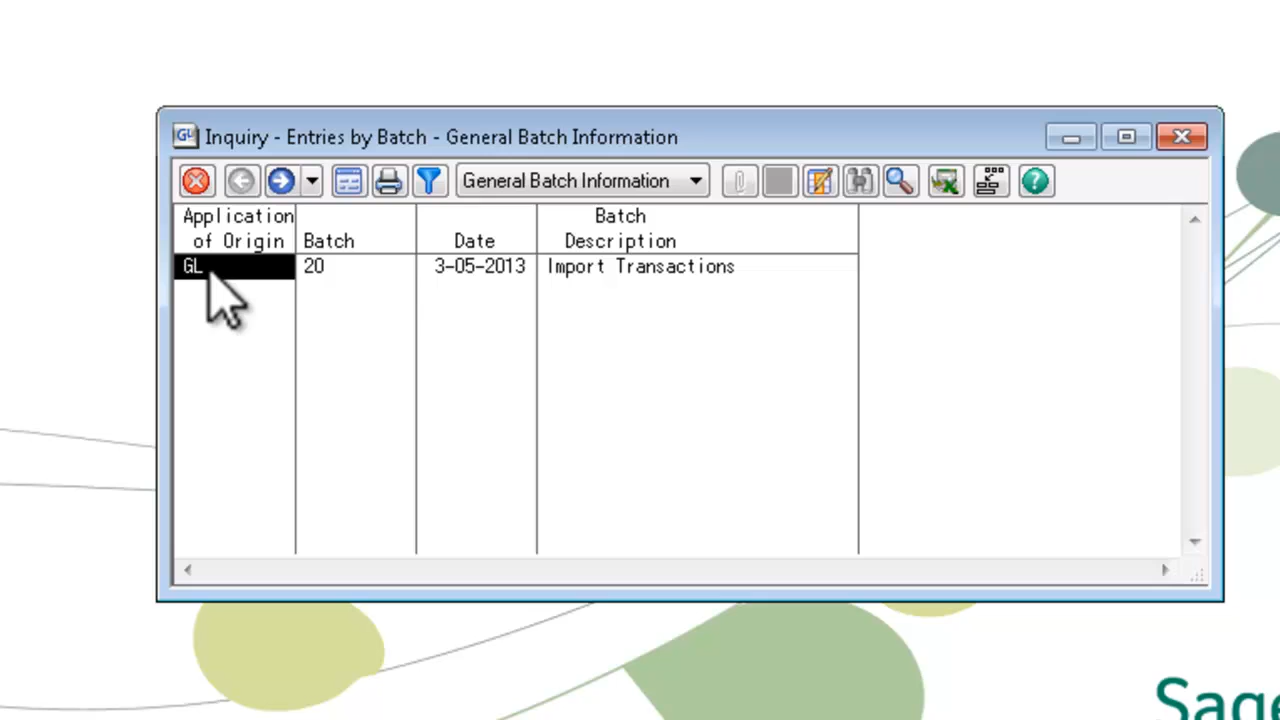 GL Inquiry - Entries by Batch - General Batch Information
General Batch Information
Application of Origin Batch Date Batch Description
GL 20 3-05-2013 Import Transactions
Sage